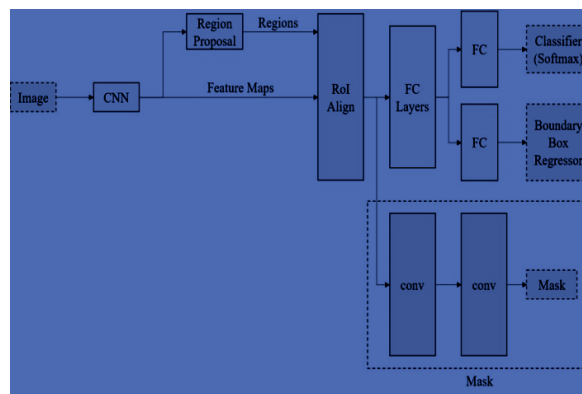 Region
Proposal
Regions
FC
Classifier
(Softmax)
Image
CNN
Feature Maps
RoI
Align
FC
Layers
FC
Boundary
Box
Regressor
conv
conv
Mask
Mask